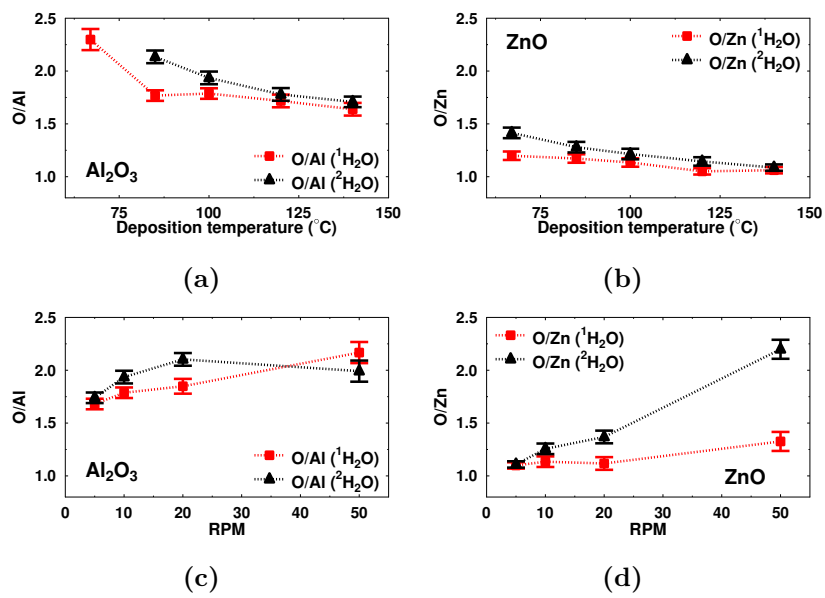 2.5
2.0
1.5
1.0
O/Al
Al₂O₃
O/Al (¹H₂O)
O/Al (²H₂O)
75 100 125 150
Deposition temperature (°C)
(a)
2.5
2.0
1.5
1.0
O/Zn
ZnO
O/Zn (¹H₂O)
O/Zn (²H₂O)
75 100 125 150
Deposition temperature (°C)
(b)
2.5
2.0
1.5
1.0
O/Al
Al₂O₃
O/Al (¹H₂O)
O/Al (²H₂O)
0 10 20 30 40 50
RPM
(c)
2.5
2.0
1.5
1.0
O/Zn
O/Zn (¹H₂O)
O/Zn (²H₂O)
ZnO
0 10 20 30 40 50
RPM
(d)